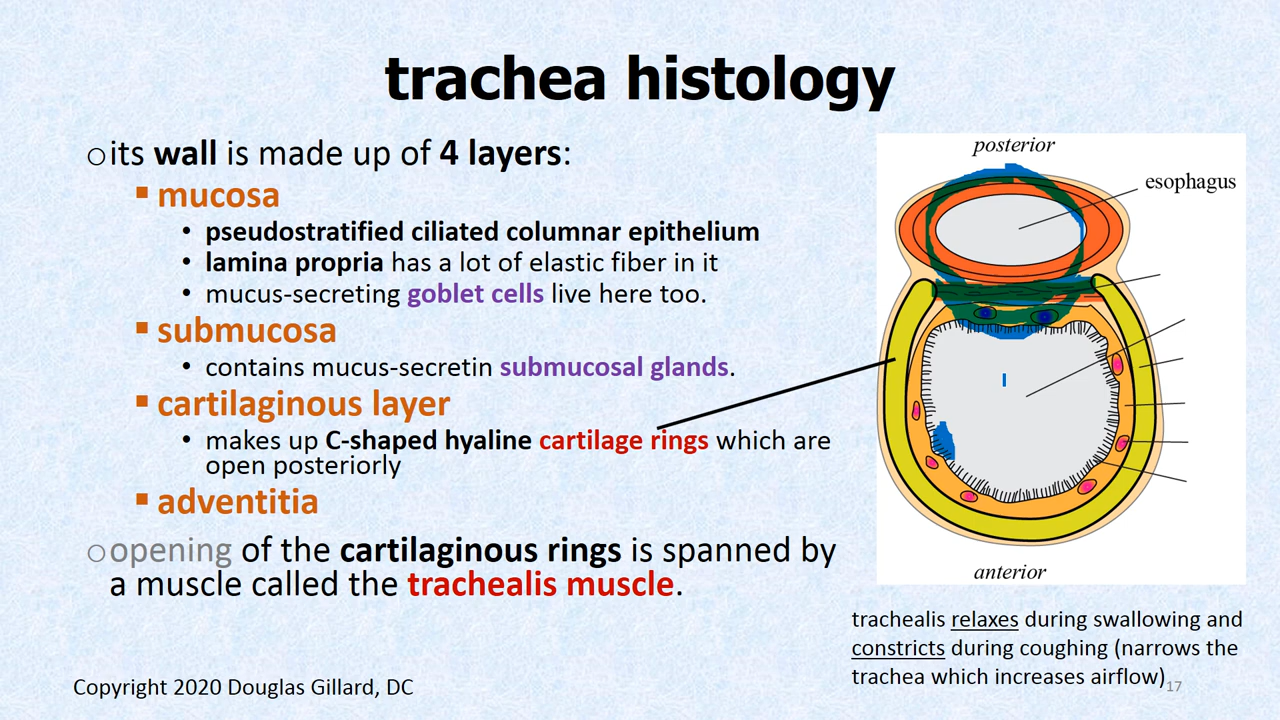 trachea histology
its wall is made up of 4 layers:
mucosa
pseudostratified ciliated columnar epithelium
lamina propria has a lot of elastic fiber in it
mucus-secreting goblet cells live here too.
submucosa
contains mucus-secretin submucosal glands.
cartilaginous layer
makes up C-shaped hyaline cartilage rings which are
open posteriorly
adventitia
opening of the cartilaginous rings is spanned by
a muscle called the trachealis muscle.
posterior
esophagus
anterior
trachealis relaxes during swallowing and
constricts during coughing (narrows the
trachea which increases airflow)
17
Copyright 2020 Douglas Gillard, DC